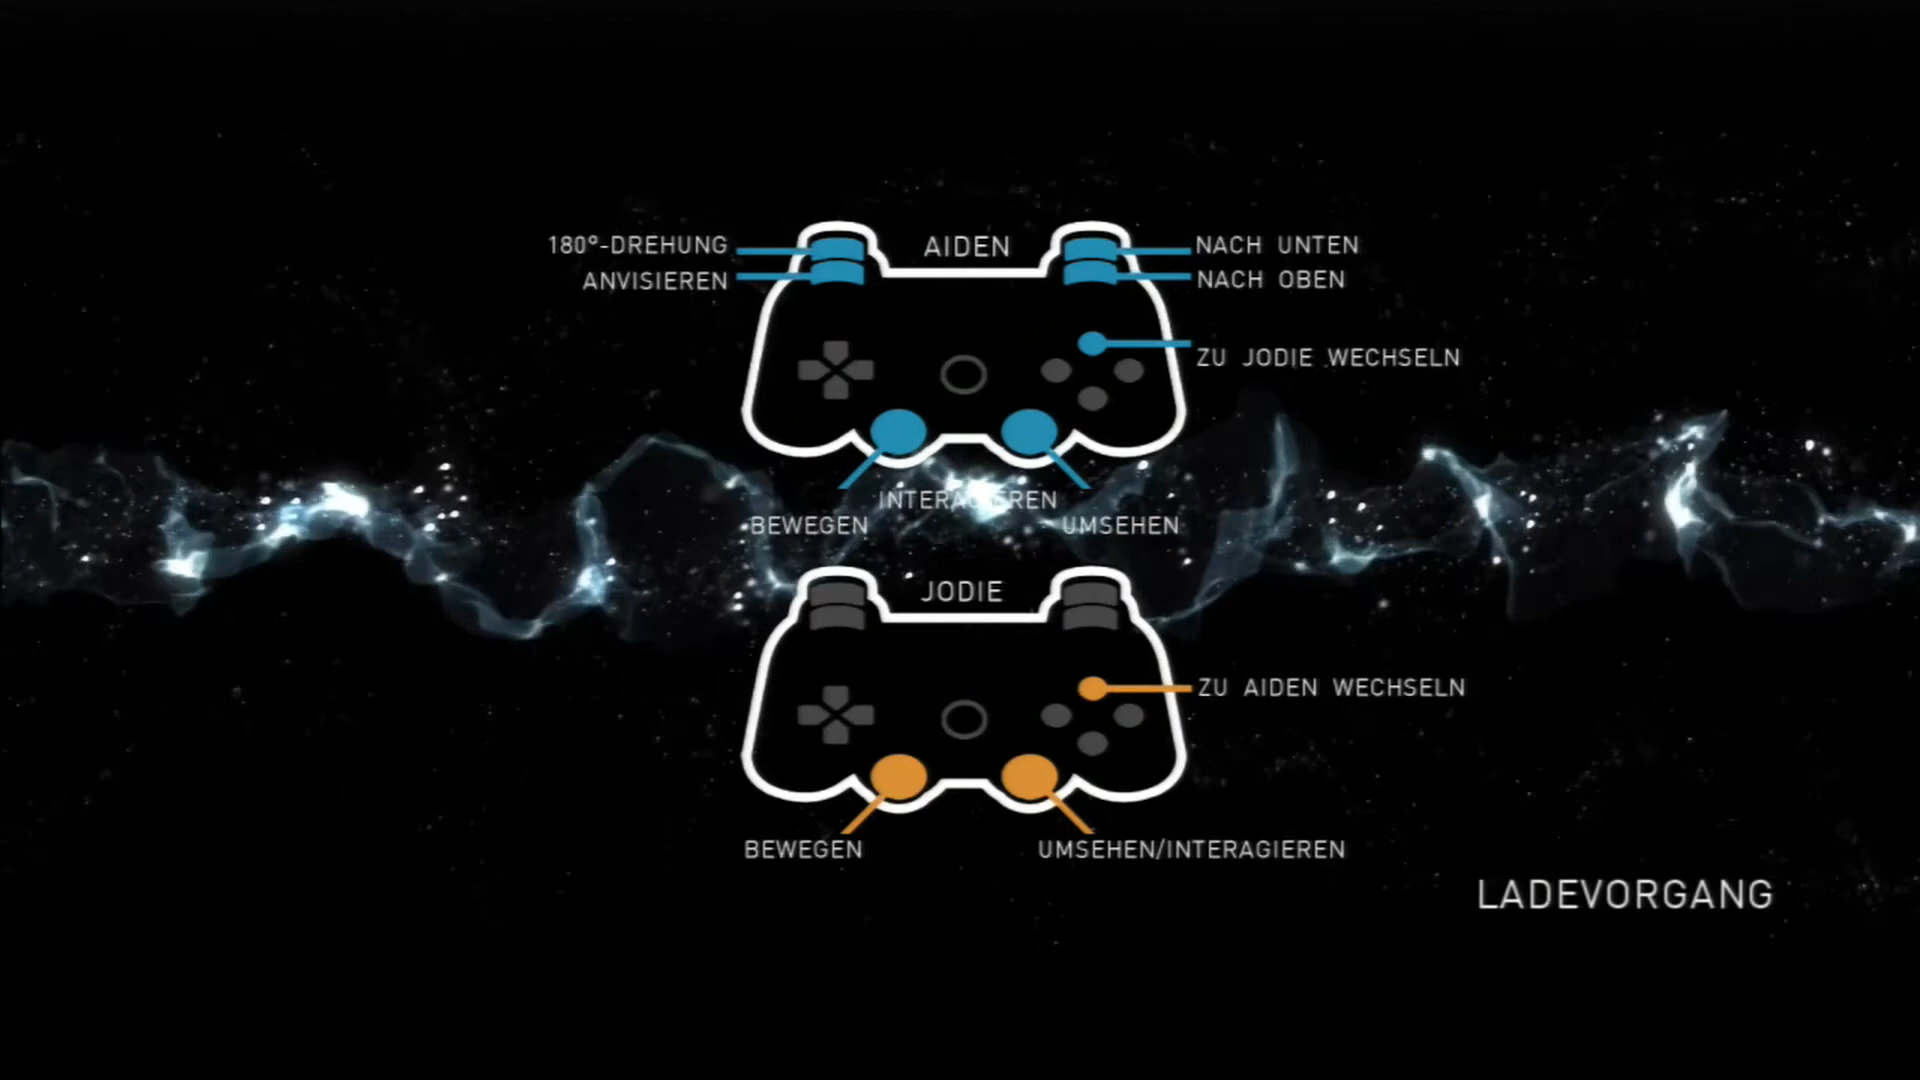 AIDEN
180°-DREHUNG
ANVISIEREN
NACH UNTEN
NACH OBEN
ZU JODIE WECHSELN
INTERAGIEREN
BEWEGEN
UMSEHEN
JODIE
ZU AIDEN WECHSELN
BEWEGEN
UMSEHEN/INTERAGIEREN
LADEVORGANG